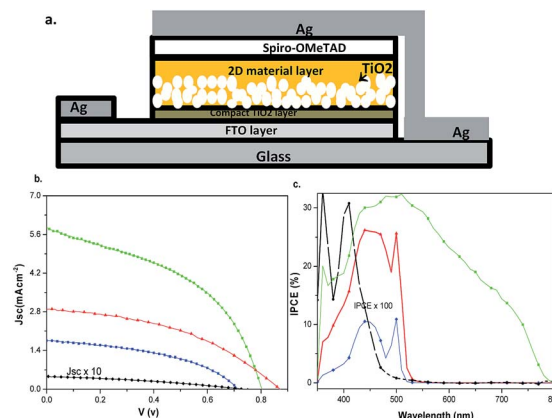 a.
Ag
Spiro-OMeTAD
2D material layer
TiO2
Ag
Compact TiO2 layer
FTO layer
Ag
Glass
b.
7.0
5.6
4.2
2.8
1.4
0.0
Jsc(mAcm-2)
Jsc x 10
0.0 0.2 0.4 0.6 0.8
V (v)
c.
30
20
10
0
IPCE (%)
IPCE x 100
400 500 600 700 800
Wavelength (nm)